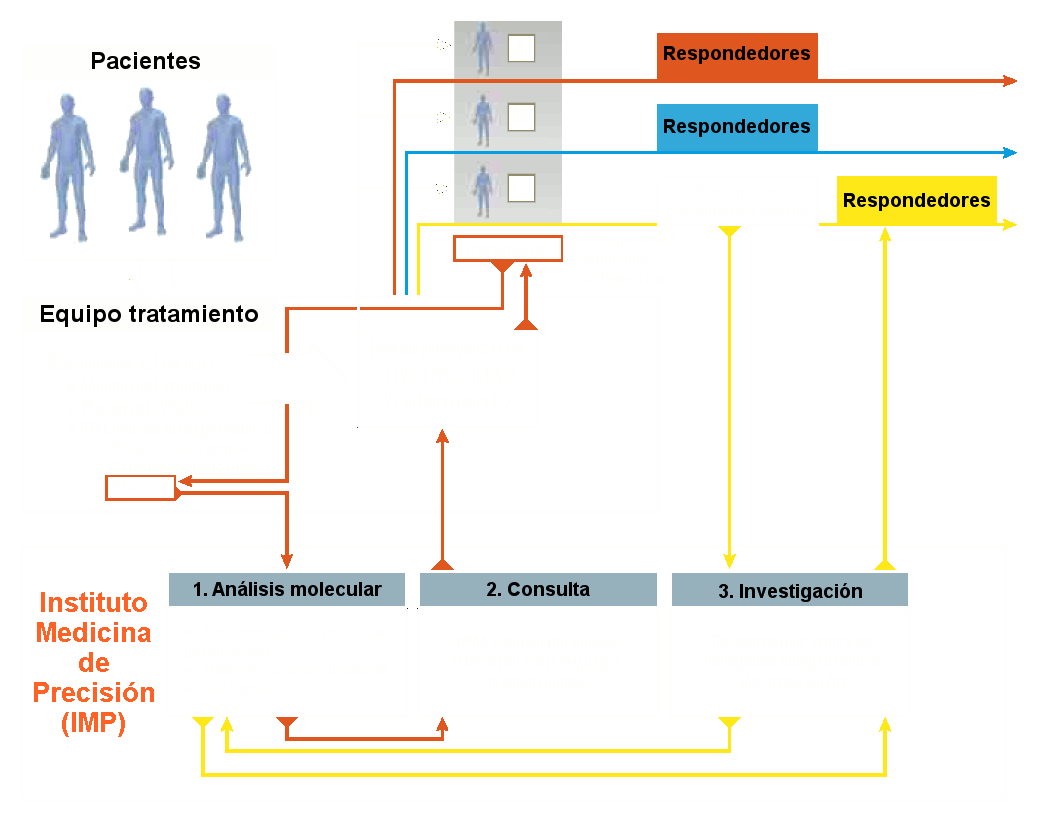 Pacientes
Respondedores
Respondedores
Respondedores
Equipo tratamiento
1. Análisis molecular
2. Consulta
3. Investigación
Instituto
Medicina
de
Precisión
(IMP)